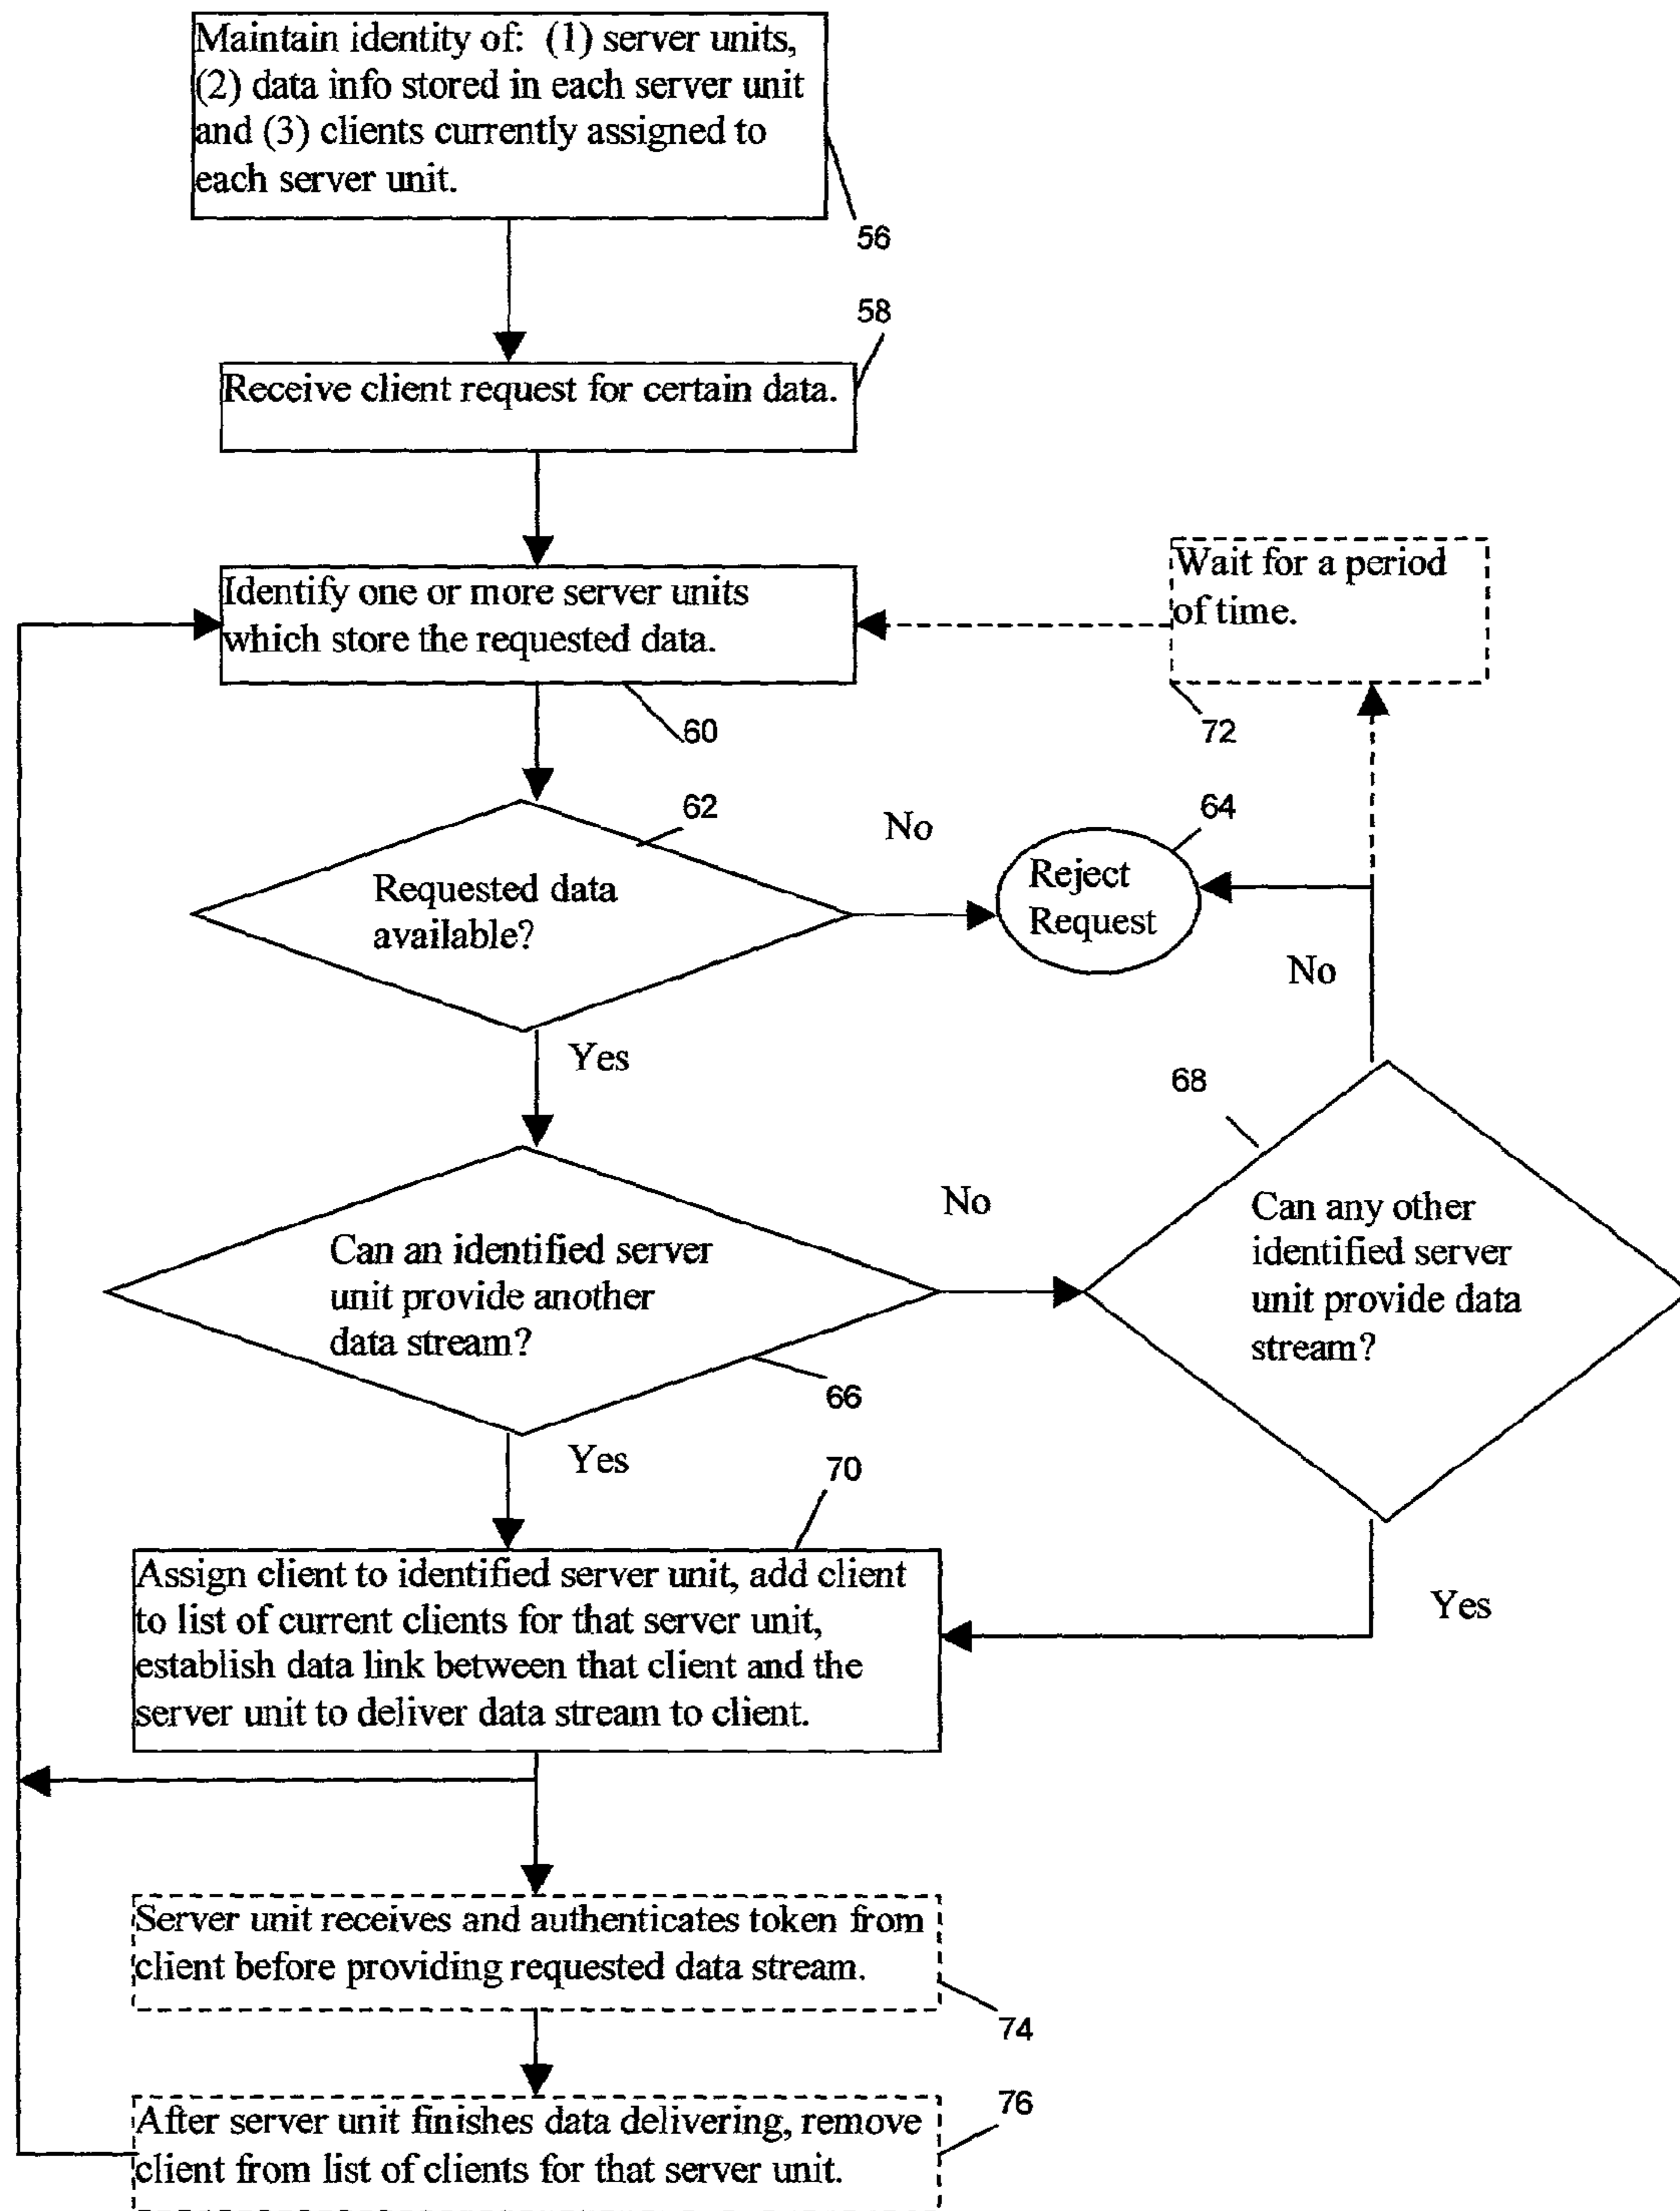 Maintain identity of: (1) server units,
(2) data info stored in each server unit
and (3) clients currently assigned to
each server unit.
56
58
Receive client request for certain data.
Identify one or more server units
which store the requested data.
60
Wait for a period
of time.
72
62
Requested data
available?
No
64
Reject
Request
No
Yes
68
Can an identified server
unit provide another
data stream?
66
No
Can any other
identified server
unit provide data
stream?
Yes
70
Yes
Assign client to identified server unit, add client
to list of current clients for that server unit,
establish data link between that client and the
server unit to deliver data stream to client.
Server unit receives and authenticates token from
client before providing requested data stream.
74
76
After server unit finishes data delivering, remove
client from list of clients for that server unit.